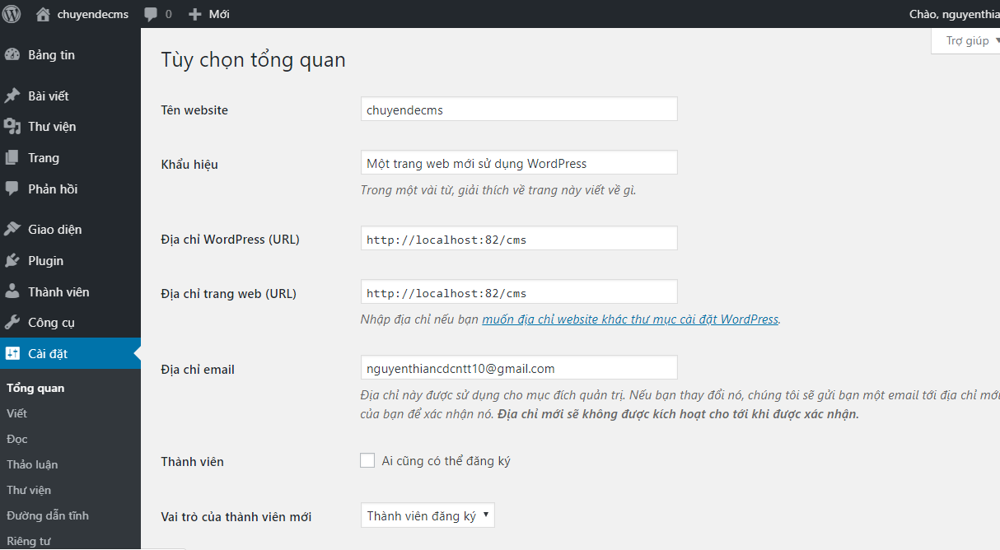 chuyendecms 0 Mới Chào, nguyenthia
Trợ giúp
Bảng tin
Bài viết
Thư viện
Trang
Phản hồi
Giao diện
Plugin
Thành viên
Công cụ
Cài đặt
Tổng quan
Viết
Đọc
Thảo luận
Thư viện
Đường dẫn tĩnh
Riêng tư
Tùy chọn tổng quan
Tên website
chuyendecms
Khẩu hiệu
Một trang web mới sử dụng WordPress
Trong một vài từ, giải thích về trang này viết về gì.
Địa chỉ WordPress (URL)
http://localhost:82/cms
Địa chỉ trang web (URL)
http://localhost:82/cms
Nhập địa chỉ nếu bạn muốn địa chỉ website khác thư mục cài đặt WordPress.
Địa chỉ email
nguyenthiancdcntt10@gmail.com
Địa chỉ này được sử dụng cho mục đích quản trị. Nếu bạn thay đổi nó, chúng tôi sẽ gửi bạn một email tới địa chỉ mới
của bạn để xác nhận nó. Địa chỉ mới sẽ không được kích hoạt cho tới khi được xác nhận.
Thành viên
Ai cũng có thể đăng ký
Vai trò của thành viên mới
Thành viên đăng ký